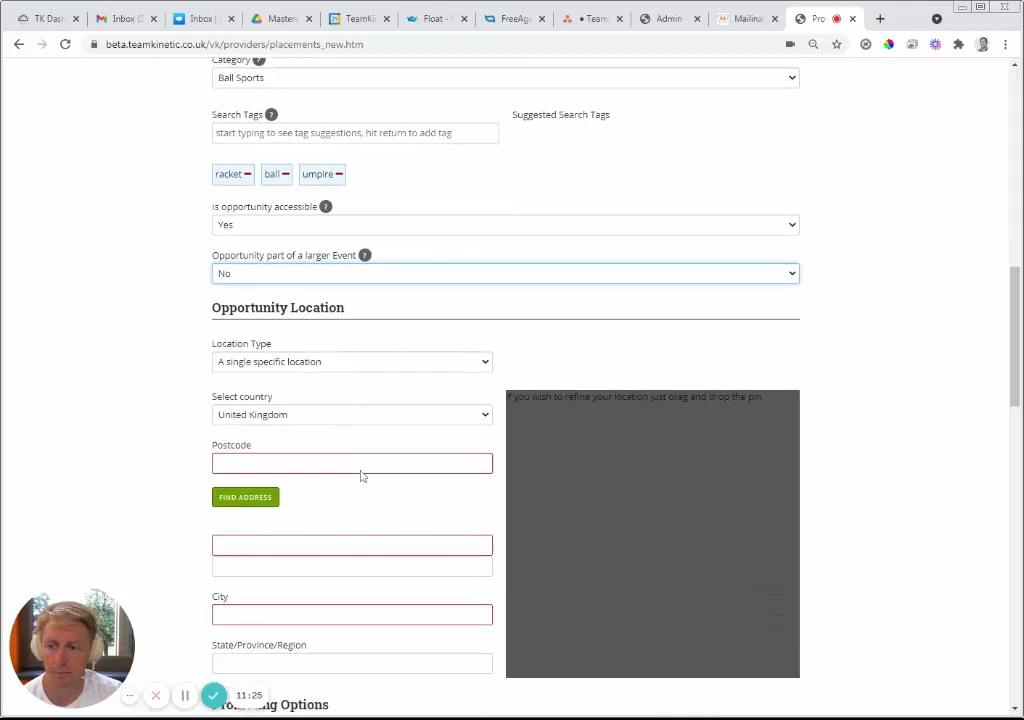 TK Dash
Inbox (2
Inbox |
Masters
TeamKi
Float - C
FreeAge
• Team
Admin -
Mailinat
Pro
beta.teamkinetic.co.uk/vk/providers/placements_new.htm
Category ?
Ball Sports
Search Tags ?
Suggested Search Tags
start typing to see tag suggestions, hit return to add tag
racket
ball
umpire
Is opportunity accessible ?
Yes
Opportunity part of a larger Event ?
No
Opportunity Location
Location Type
A single specific location
Select country
If you wish to refine your location just drag and drop the pin
United Kingdom
Postcode
FIND ADDRESS
City
State/Province/Region
11:25
Options